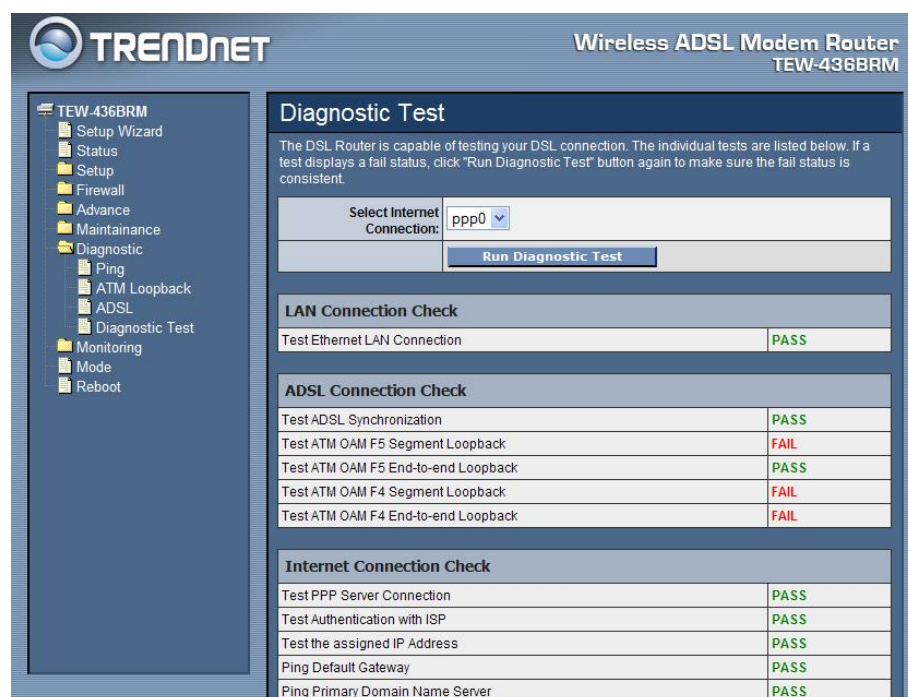 TRENDNET
Wireless ADSL Modem Router
TEW-436BRM
TEW-436BRM
Setup Wizard
Status
Setup
Firewall
Advance
Maintainance
Diagnostic
Ping
ATM Loopback
ADSL
Diagnostic Test
Monitoring
Mode
Reboot
Diagnostic Test
The DSL Router is capable of testing your DSL connection. The individual tests are listed below. If a
test displays a fail status, click "Run Diagnostic Test" button again to make sure the fail status is
consistent.
Select Internet
Connection:
ppp0
Run Diagnostic Test
LAN Connection Check
Test Ethernet LAN Connection PASS
ADSL Connection Check
Test ADSL Synchronization PASS
Test ATM OAM F5 Segment Loopback FAIL
Test ATM OAM F5 End-to-end Loopback PASS
Test ATM OAM F4 Segment Loopback FAIL
Test ATM OAM F4 End-to-end Loopback FAIL
Internet Connection Check
Test PPP Server Connection PASS
Test Authentication with ISP PASS
Test the assigned IP Address PASS
Ping Default Gateway PASS
Ping Primary Domain Name Server PASS